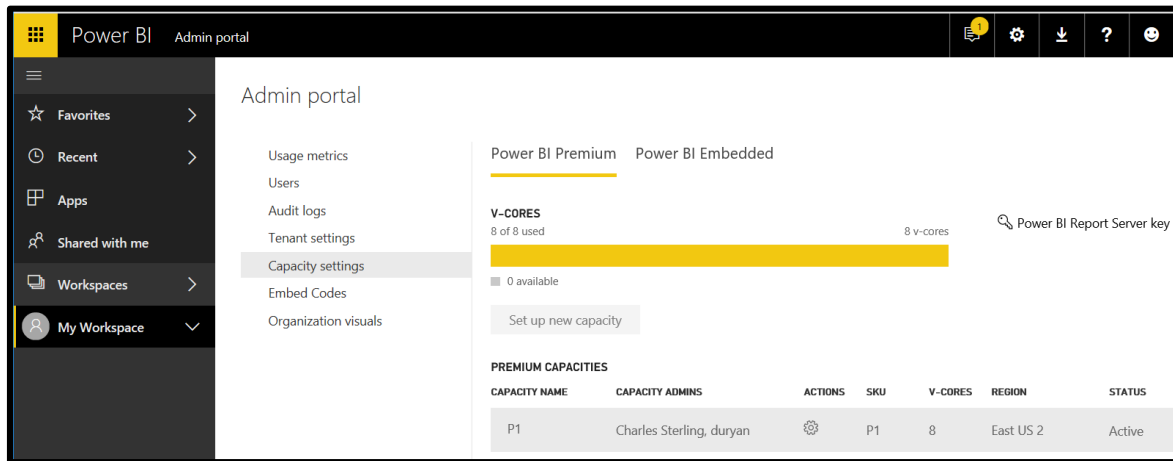 Power BI Admin portal 1
Favorites
Recent
Apps
Shared with me
Workspaces
My Workspace
Admin portal
Usage metrics
Users
Audit logs
Tenant settings
Capacity settings
Embed Codes
Organization visuals
Power BI Premium Power BI Embedded
V-CORES
8 of 8 used 8 v-cores
Power BI Report Server key
0 available
Set up new capacity
PREMIUM CAPACITIES
CAPACITY NAME CAPACITY ADMINS ACTIONS SKU V-CORES REGION STATUS
P1 Charles Sterling, duryan P1 8 East US 2 Active